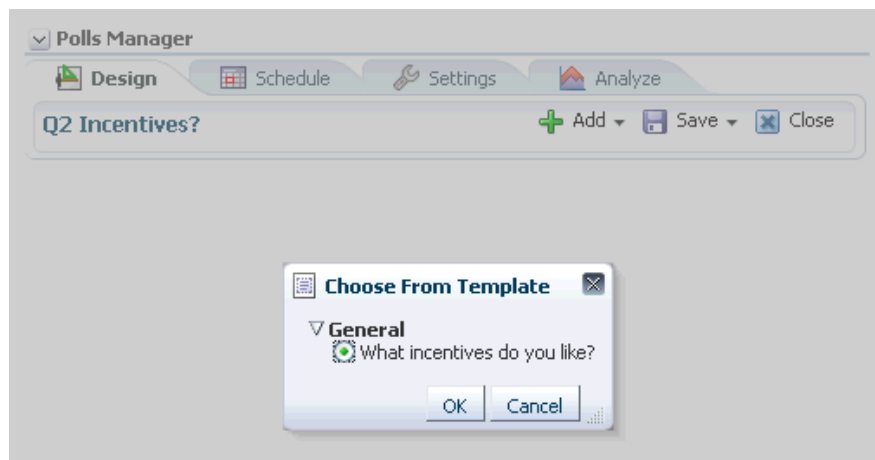 Polls Manager
Design Schedule Settings Analyze
Q2 Incentives? Add Save Close
Choose From Template
General
What incentives do you like?
OK Cancel